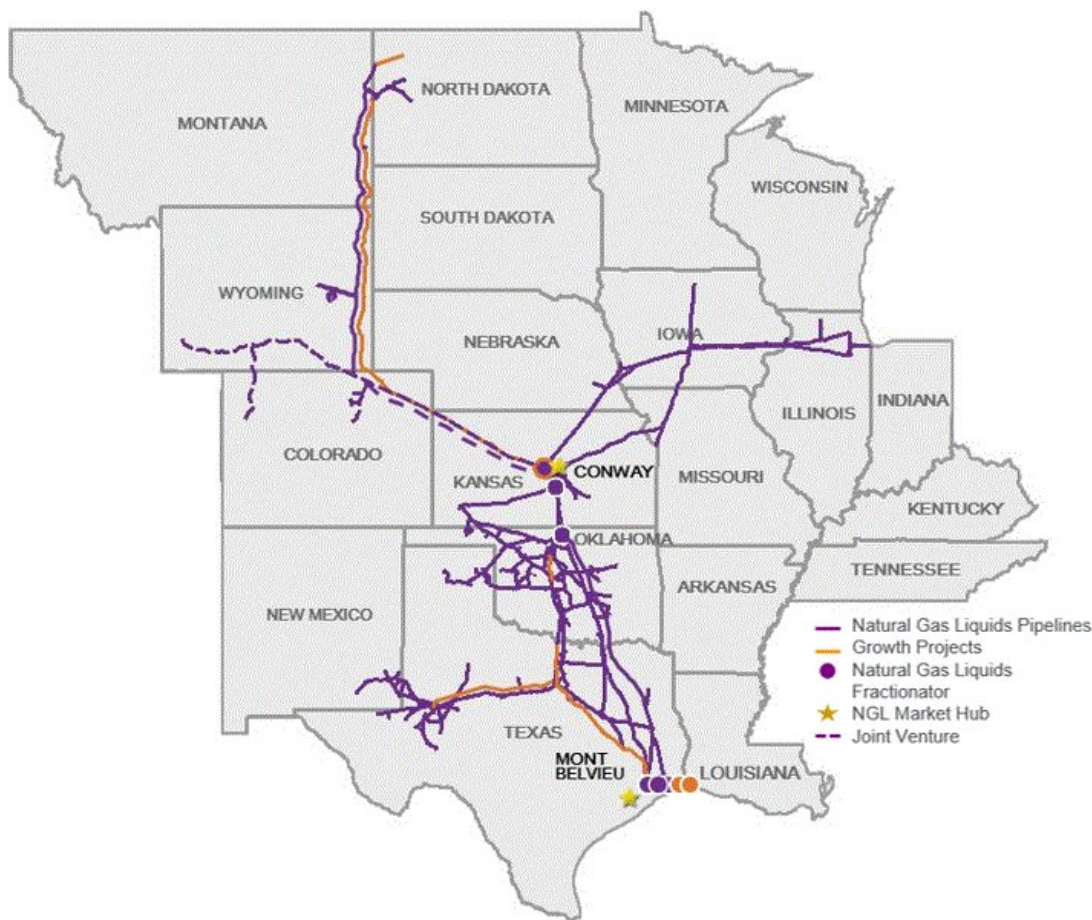 NORTH DAKOTA
MINNESOTA
MONTANA
WISCONSIN
SOUTH DAKOTA
WYOMING
IOWA
NEBRASKA
ILLINOIS
INDIANA
COLORADO
CONWAY
KANSAS
MISSOURI
KENTUCKY
OKLAHOMA
TENNESSEE
ARKANSAS
NEW MEXICO
Natural Gas Liquids Pipelines
Growth Projects
Natural Gas Liquids
Fractionator
NGL Market Hub
Joint Venture
TEXAS
MONT
BELVIEU
LOUISIANA